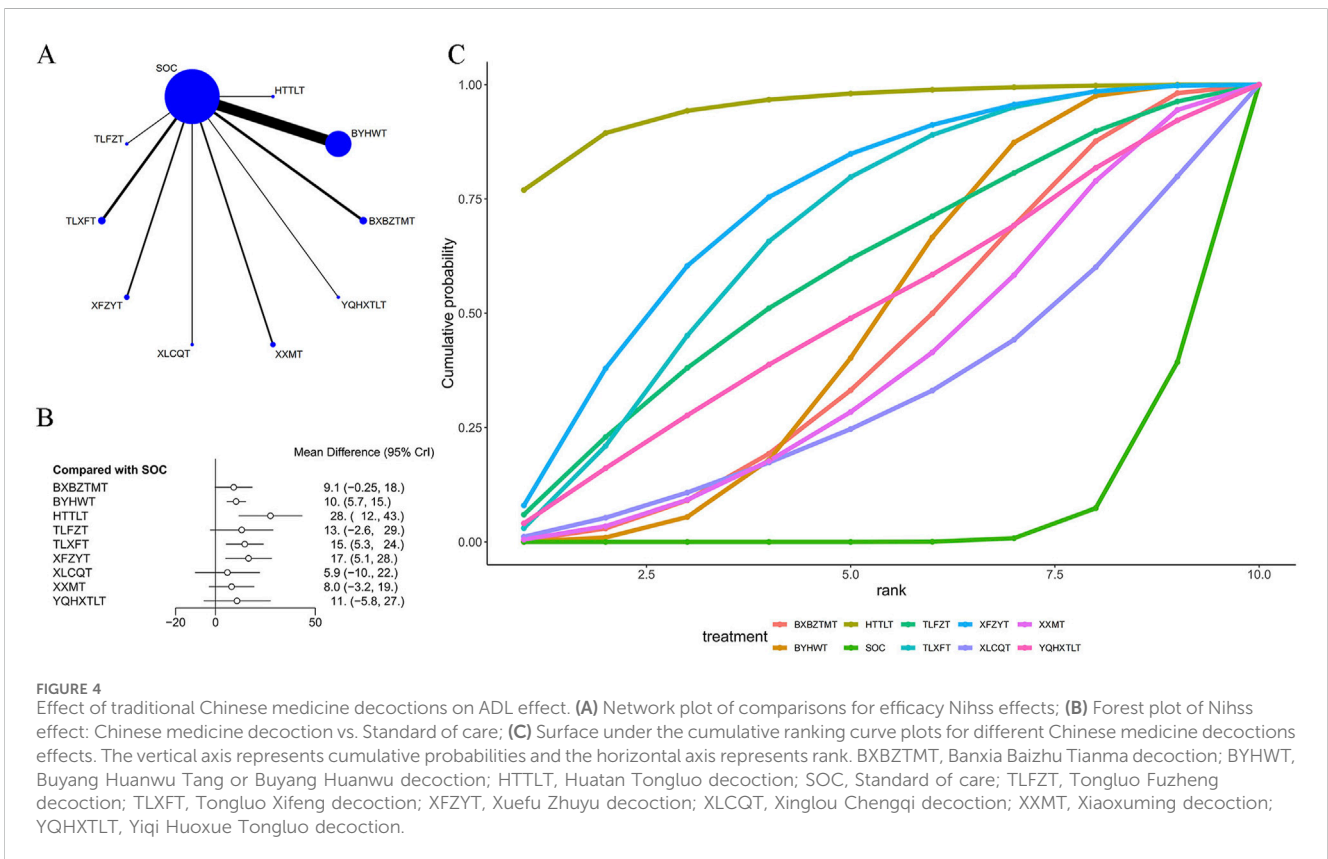 A
SOC
HTTLT
BYHWT
TLFZT
TLXFT
BXBZTMT
XFZYT
YQHXTLT
XLCQT
XXMT
B
Mean Difference (95% CrI)
Compared with SOC
BXBZTMT 9.1 (−0.25, 18.)
BYHWT 10. (5.7, 15.)
HTTLT 28. ( 12., 43.)
TLFZT 13. (−2.6, 29.)
TLXFT 15. (5.3, 24.)
XFZYT 17. (5.1, 28.)
XLCQT 5.9 (−10., 22.)
XXMT 8.0 (−3.2, 19.)
YQHXTLT 11. (−5.8, 27.)
−20 0 50
C
Cumulative probability
1.00
0.75
0.50
0.25
0.00
2.5 5.0 7.5 10.0
rank
treatment
BXBZTMT HTTLT TLFZT XFZYT XXMT
BYHWT SOC TLXFT XLCQT YQHXTLT
FIGURE 4
Effect of traditional Chinese medicine decoctions on ADL effect. (A) Network plot of comparisons for efficacy Nihss effects; (B) Forest plot of Nihss
effect: Chinese medicine decoction vs. Standard of care; (C) Surface under the cumulative ranking curve plots for different Chinese medicine decoctions
effects. The vertical axis represents cumulative probabilities and the horizontal axis represents rank. BXBZTMT, Banxia Baizhu Tianma decoction; BYHWT,
Buyang Huanwu Tang or Buyang Huanwu decoction; HTTLT, Huatan Tongluo decoction; SOC, Standard of care; TLFZT, Tongluo Fuzheng
decoction; TLXFT, Tongluo Xifeng decoction; XFZYT, Xuefu Zhuyu decoction; XLCQT, Xinglou Chengqi decoction; XXMT, Xiaoxuming decoction;
YQHXTLT, Yiqi Huoxue Tongluo decoction.